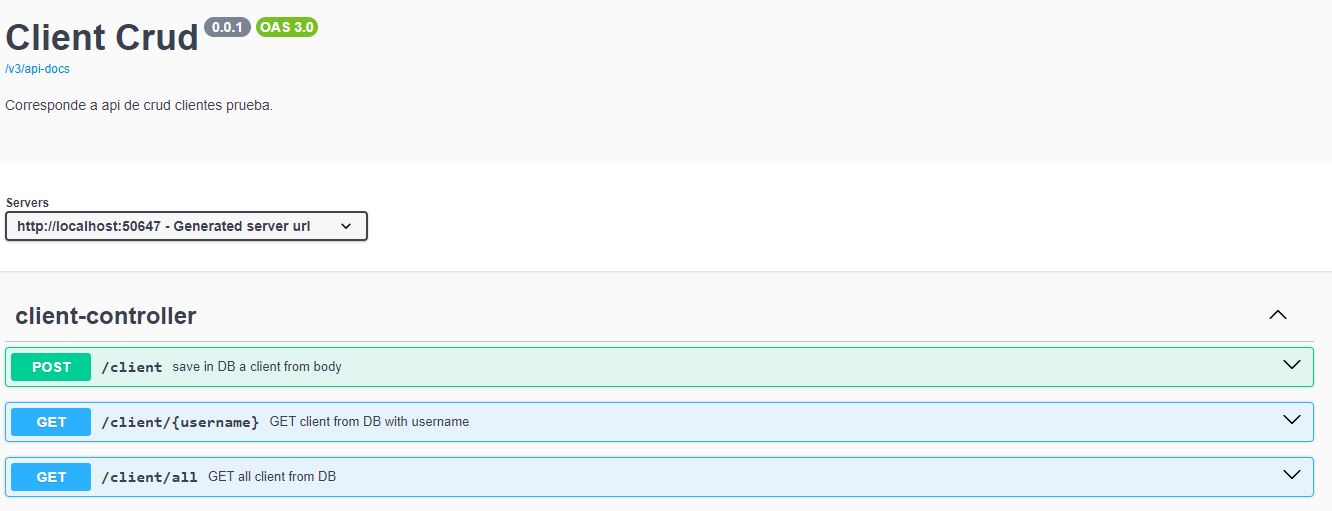 Client Crud 0.0.1 OAS 3.0
/v3/api-docs
Corresponde a api de crud clientes prueba.
Servers
http://localhost:50647 - Generated server url
client-controller
POST /client save in DB a client from body
GET /client/{username} GET client from DB with username
GET /client/all GET all client from DB